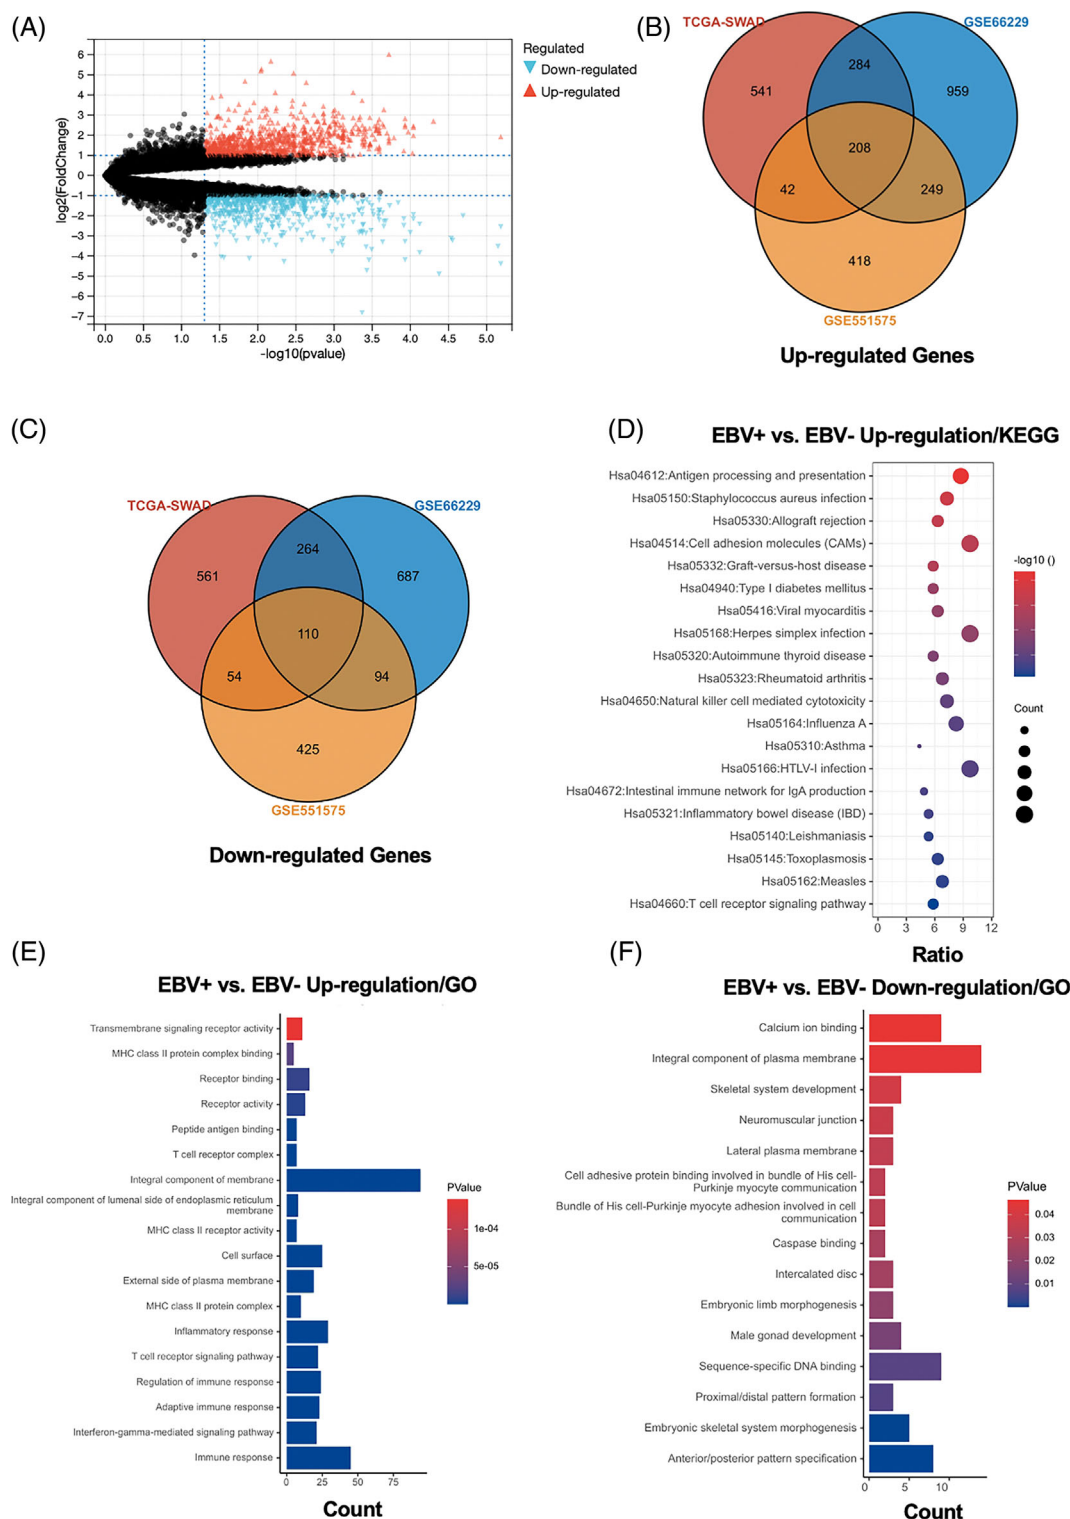 (A)
6
5
4
3
2
1
0
−1
−2
−3
−4
−5
−6
−7
log2(FoldChange)
0.0 0.5 1.0 1.5 2.0 2.5 3.0 3.5 4.0 4.5 5.0
-log10(pvalue)
Regulated
Down-regulated
Up-regulated
(B)
TCGA-SWAD
GSE66229
284
541
959
208
42
249
418
GSE551575
Up-regulated Genes
(C)
TCGA-SWAD
GSE66229
264
561
687
110
54
94
425
GSE551575
Down-regulated Genes
(D)
EBV+ vs. EBV- Up-regulation/KEGG
Hsa04612:Antigen processing and presentation
Hsa05150:Staphylococcus aureus infection
Hsa05330:Allograft rejection
Hsa04514:Cell adhesion molecules (CAMs)
Hsa05332:Graft-versus-host disease
Hsa04940:Type I diabetes mellitus
Hsa05416:Viral myocarditis
Hsa05168:Herpes simplex infection
Hsa05320:Autoimmune thyroid disease
Hsa05323:Rheumatoid arthritis
Hsa04650:Natural killer cell mediated cytotoxicity
Hsa05164:Influenza A
Hsa05310:Asthma
Hsa05166:HTLV-I infection
Hsa04672:Intestinal immune network for IgA production
Hsa05321:Inflammatory bowel disease (IBD)
Hsa05140:Leishmaniasis
Hsa05145:Toxoplasmosis
Hsa05162:Measles
Hsa04660:T cell receptor signaling pathway
0 3 6 9 12
Ratio
-log10 ()
Count
(E)
EBV+ vs. EBV- Up-regulation/GO
Transmembrane signaling receptor activity
MHC class II protein complex binding
Receptor binding
Receptor activity
Peptide antigen binding
T cell receptor complex
Integral component of membrane
Integral component of lumenal side of endoplasmic reticulum
membrane
MHC class II receptor activity
Cell surface
External side of plasma membrane
MHC class II protein complex
Inflammatory response
T cell receptor signaling pathway
Regulation of immune response
Adaptive immune response
Interferon-gamma-mediated signaling pathway
Immune response
0 25 50 75
Count
PValue
1e-04
5e-05
(F)
EBV+ vs. EBV- Down-regulation/GO
Calcium ion binding
Integral component of plasma membrane
Skeletal system development
Neuromuscular junction
Lateral plasma membrane
Cell adhesive protein binding involved in bundle of His cell-
Purkinje myocyte communication
Bundle of His cell-Purkinje myocyte adhesion involved in cell
communication
Caspase binding
Intercalated disc
Embryonic limb morphogenesis
Male gonad development
Sequence-specific DNA binding
Proximal/distal pattern formation
Embryonic skeletal system morphogenesis
Anterior/posterior pattern specification
0 5 10
Count
PValue
0.04
0.03
0.02
0.01